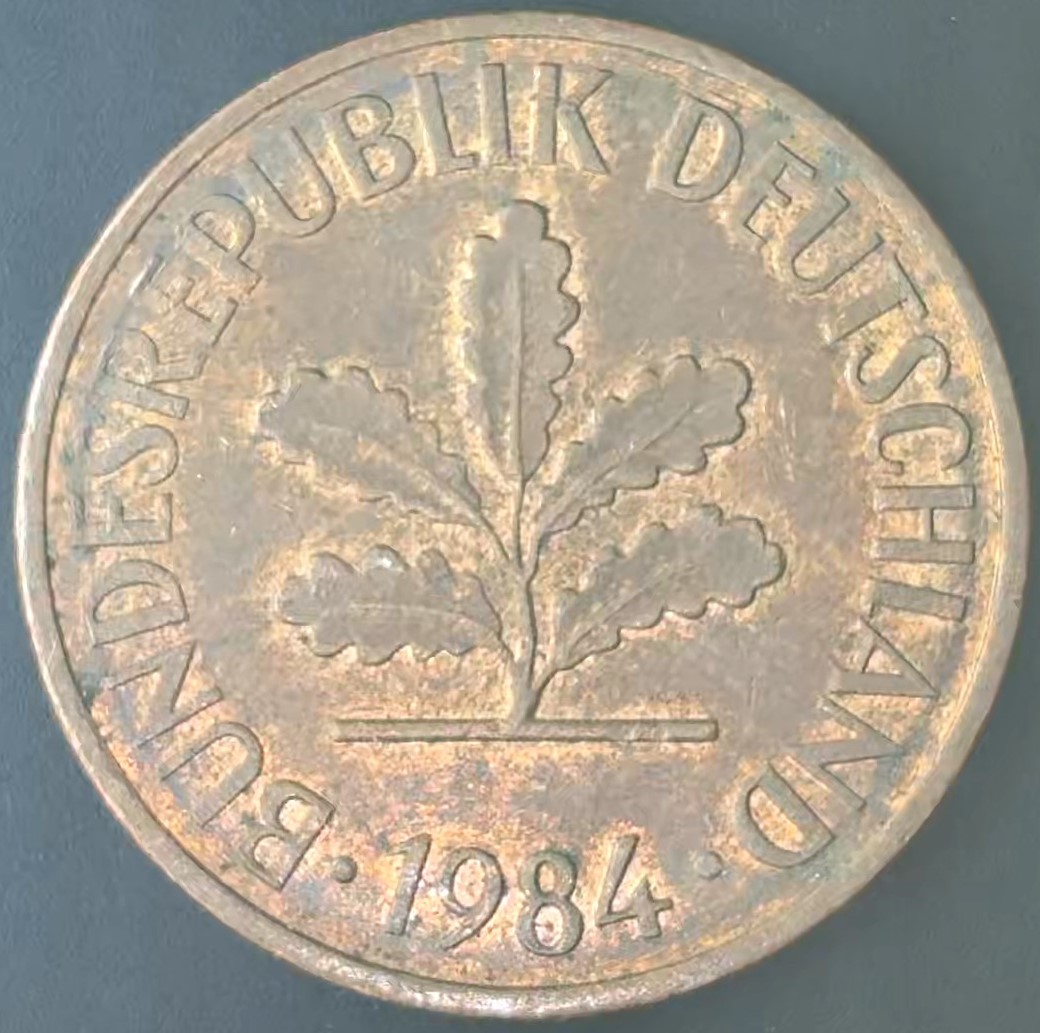 BUNDESREPUBLIK DEUTSCHLAND
· 1984 ·